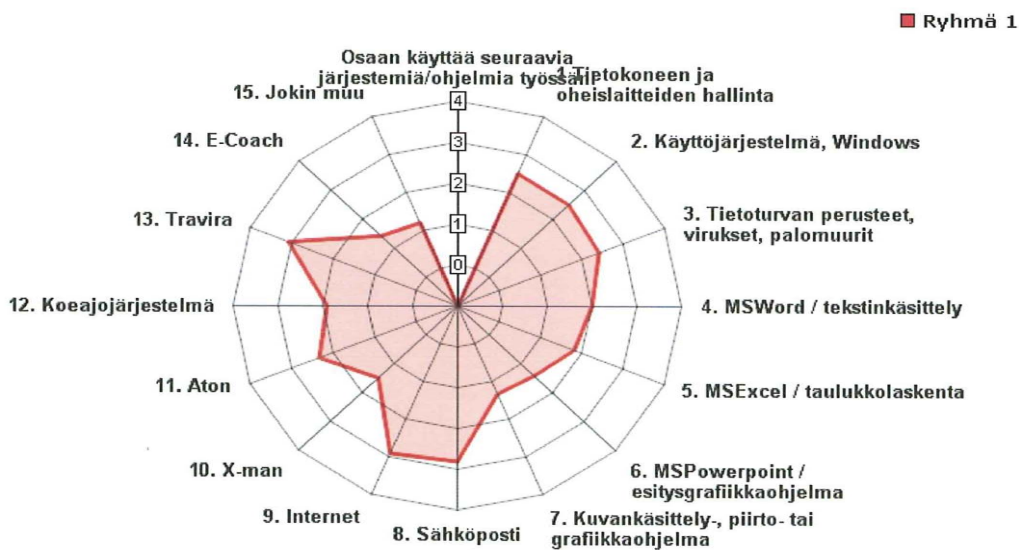 Ryhmä 1
Osaan käyttää seuraavia
järjestemiä/ohjelmia työssäni
1.Tietokoneen ja
oheislaitteiden hallinta
2. Käyttöjärjestelmä, Windows
3. Tietoturvan perusteet,
virukset, palomuurit
4. MSWord / tekstinkäsittely
5. MSExcel / taulukkolaskenta
6. MSPowerpoint /
esitysgrafiikkaohjelma
7. Kuvankäsittely-, piirto- tai
grafiikkaohjelma
8. Sähköposti
9. Internet
10. X-man
11. Aton
12. Koeajojärjestelmä
13. Travira
14. E-Coach
15. Jokin muu
4
3
2
1
0